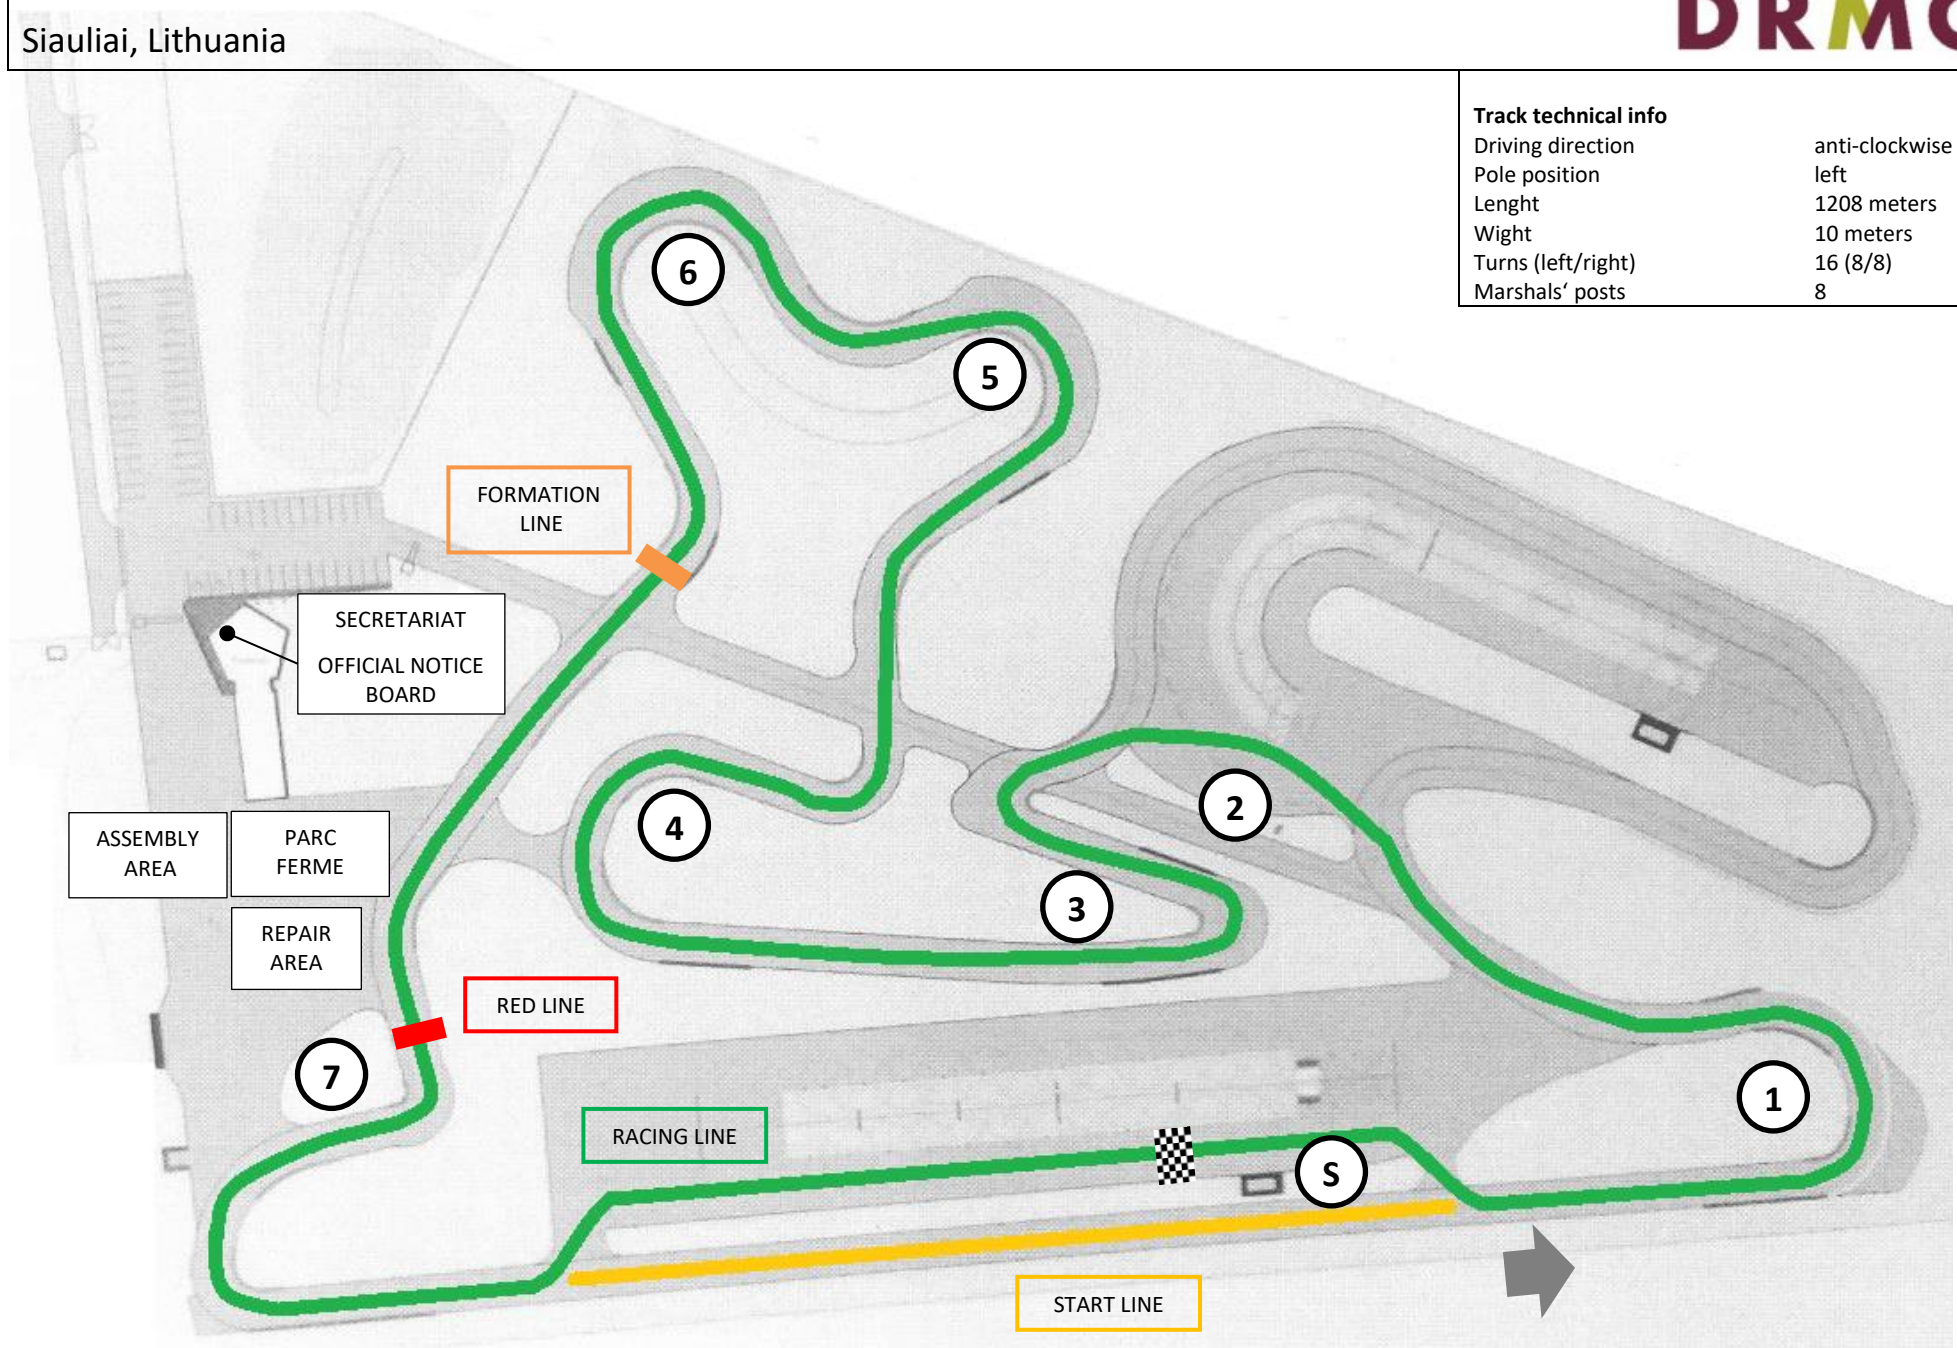 Siauliai, Lithuania
DRM
Track technical info
Driving direction anti-clockwise
Pole position left
Lenght 1208 meters
Wight 10 meters
Turns (left/right) 16 (8/8)
Marshals‘ posts 8
6
5
FORMATION
LINE
SECRETARIAT
OFFICIAL NOTICE
BOARD
2
4
ASSEMBLY
AREA
PARC
FERME
3
REPAIR
AREA
RED LINE
7
1
RACING LINE
S
START LINE